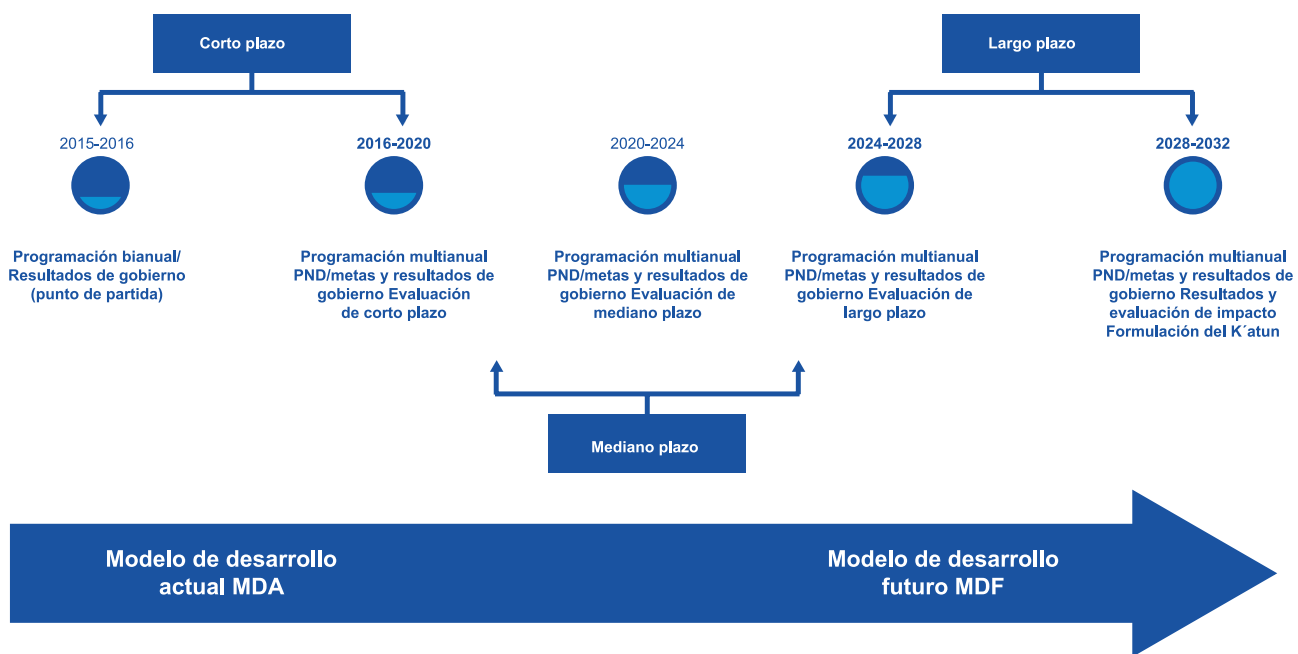 Corto plazo
Largo plazo
2015-2016
2016-2020
2020-2024
2024-2028
2028-2032
Programación bianual/
Resultados de gobierno
(punto de partida)
Programación multianual
PND/metas y resultados de
gobierno Evaluación
de corto plazo
Programación multianual
PND/metas y resultados de
gobierno Evaluación de
mediano plazo
Programación multianual
PND/metas y resultados de
gobierno Evaluación de
largo plazo
Programación multianual
PND/metas y resultados de
gobierno Resultados y
evaluación de impacto
Formulación del K´atun
Mediano plazo
Modelo de desarrollo
actual MDA
Modelo de desarrollo
futuro MDF